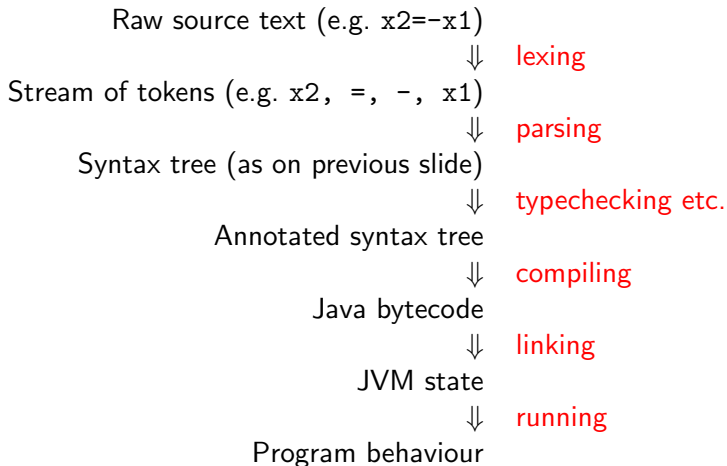 Raw source text (e.g. x2=-x1)
⇓ lexing
Stream of tokens (e.g. x2, =, -, x1)
⇓ parsing
Syntax tree (as on previous slide)
⇓ typechecking etc.
Annotated syntax tree
⇓ compiling
Java bytecode
⇓ linking
JVM state
⇓ running
Program behaviour